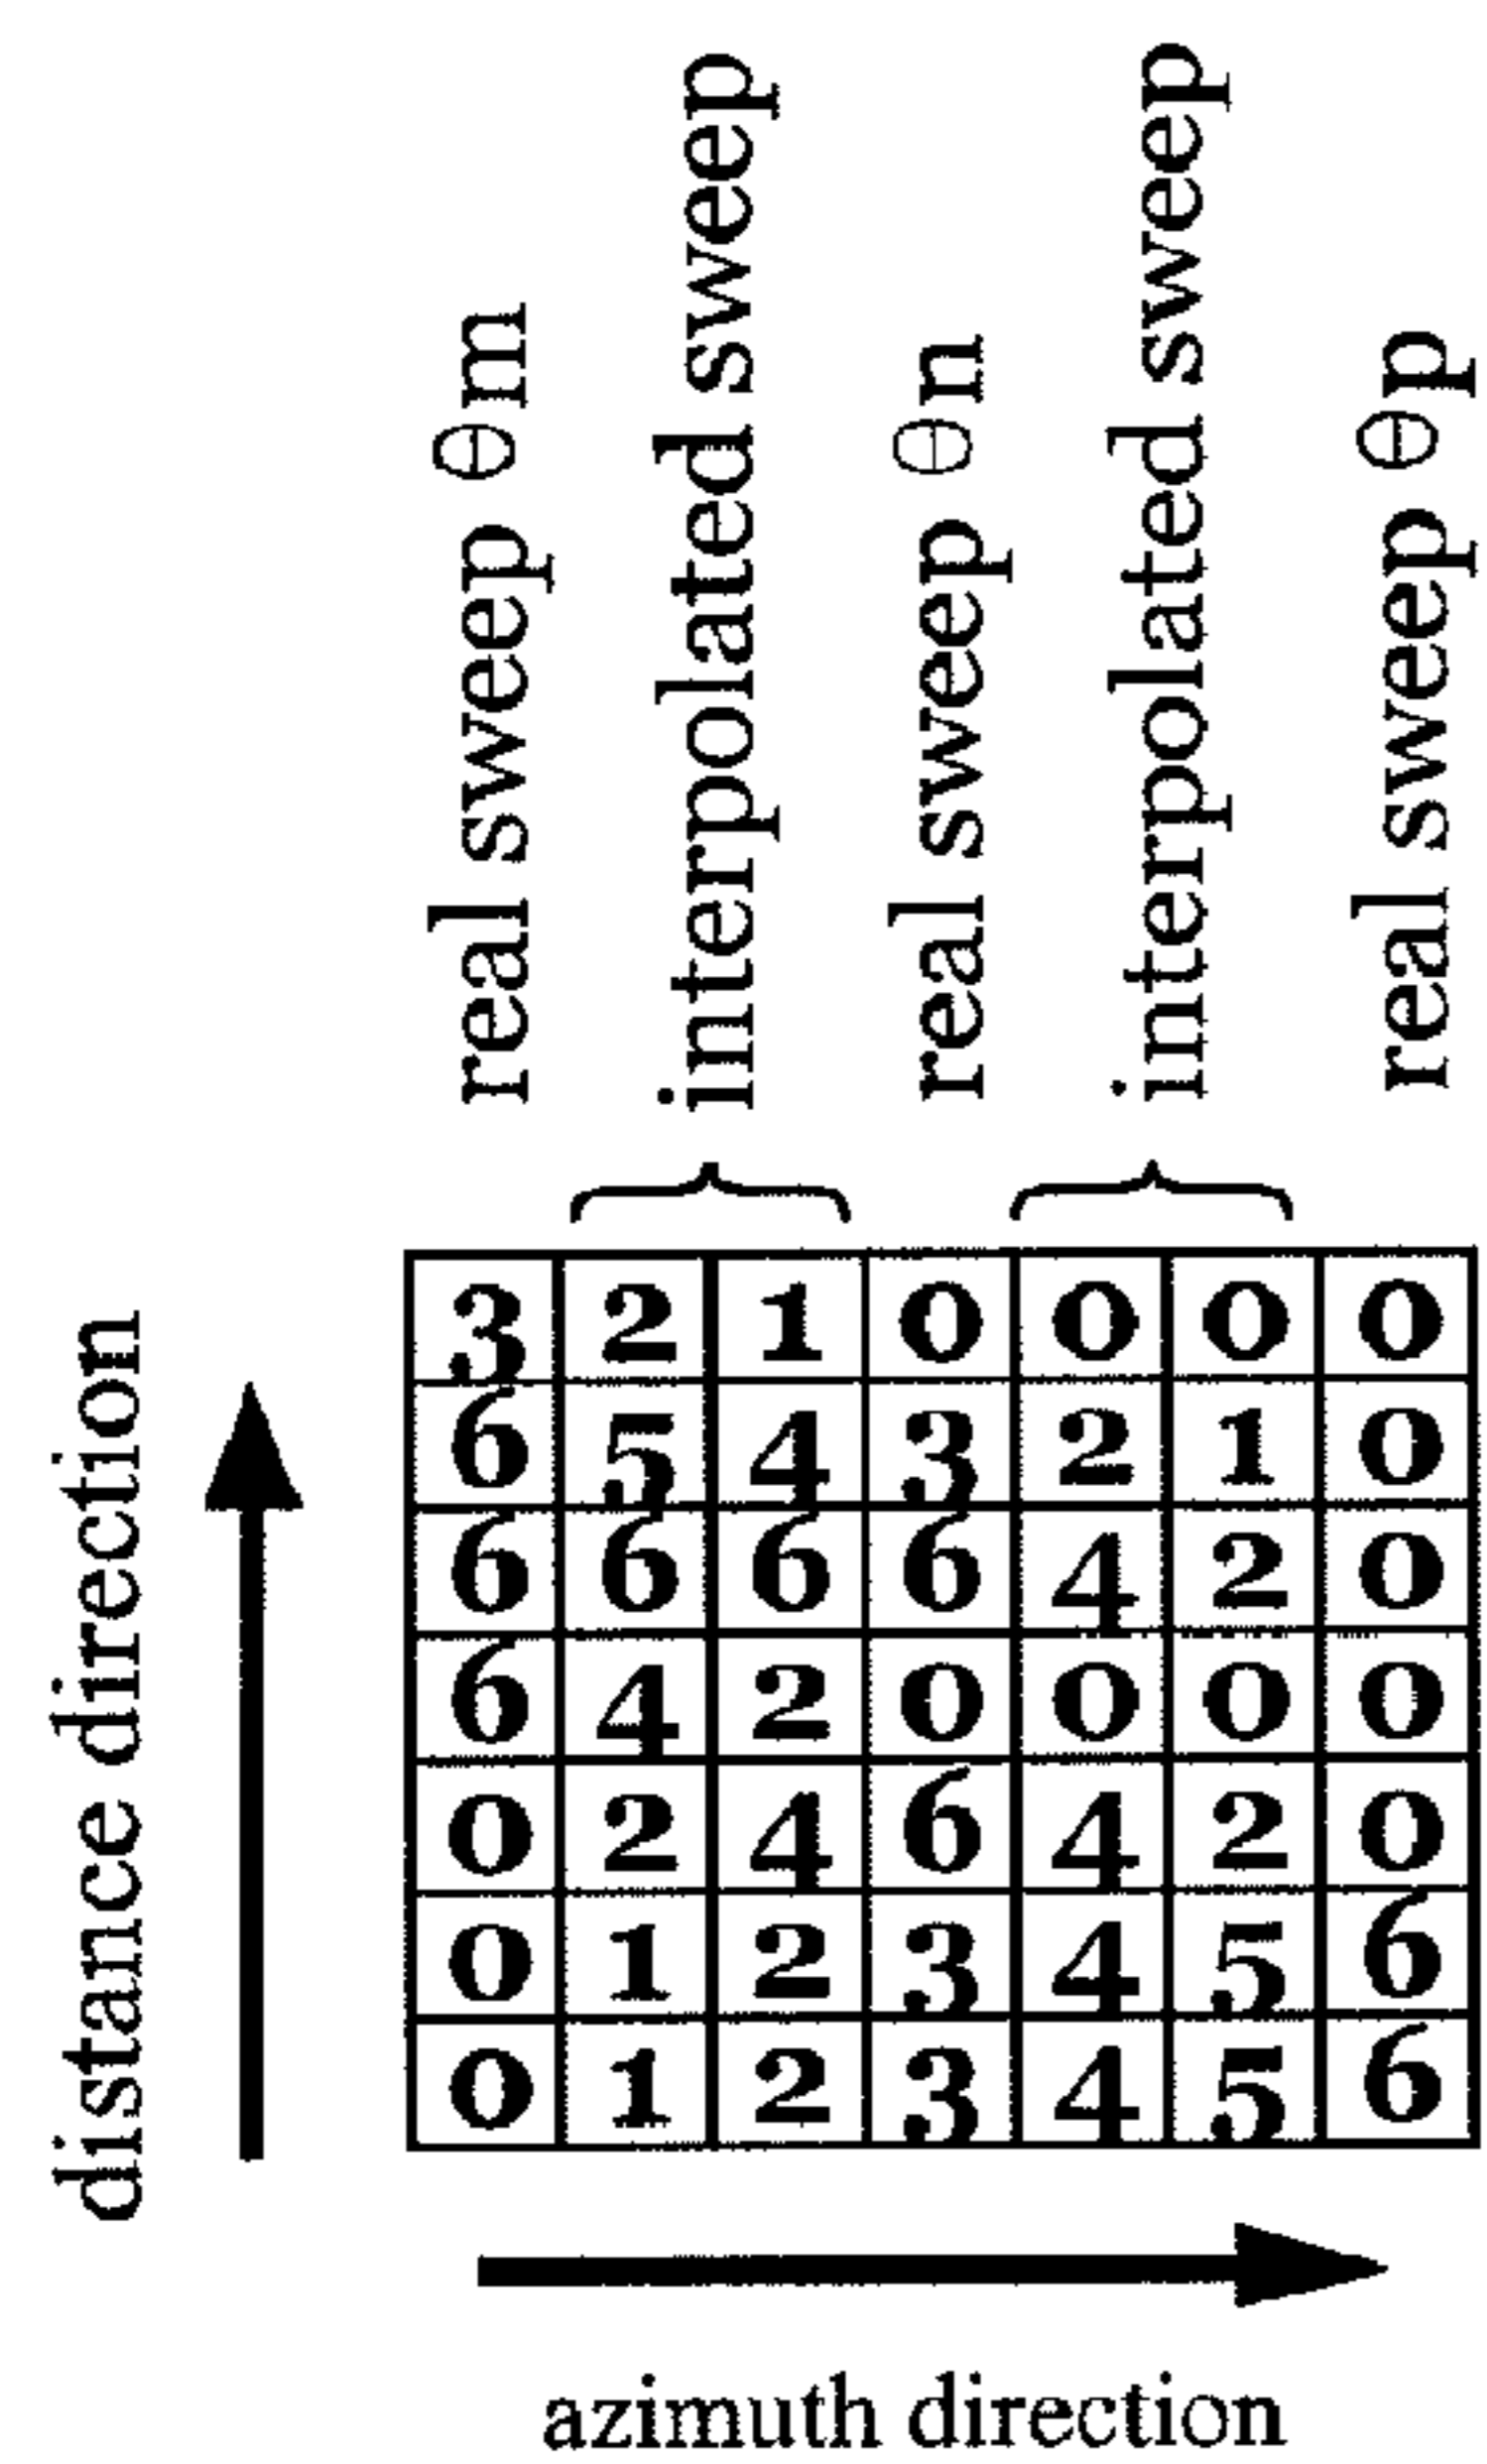 real sweep θm
interpolated sweep
real sweep θn
interpolated sweep
real sweep θp
distance direction
3 2 1 0 0 0 0
6 5 4 3 2 1 0
6 6 6 6 4 2 0
6 4 2 0 0 0 0
0 2 4 6 4 2 0
0 1 2 3 4 5 6
0 1 2 3 4 5 6
azimuth direction